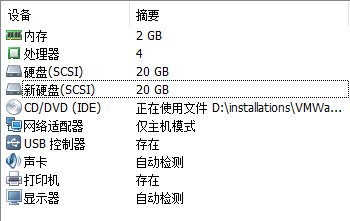 设备 摘要
内存 2 GB
处理器 4
硬盘(SCSI) 20 GB
新硬盘(SCSI) 20 GB
CD/DVD (IDE) 正在使用文件 D:\installations\VMWa...
网络适配器 仅主机模式
USB 控制器 存在
声卡 自动检测
打印机 存在
显示器 自动检测